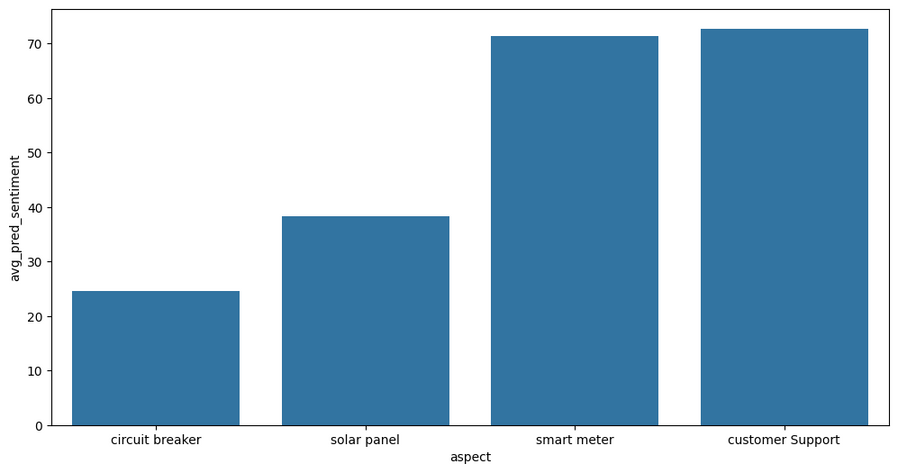 avg_pred_sentiment
70
60
50
40
30
20
10
0
circuit breaker
solar panel
smart meter
customer Support
aspect